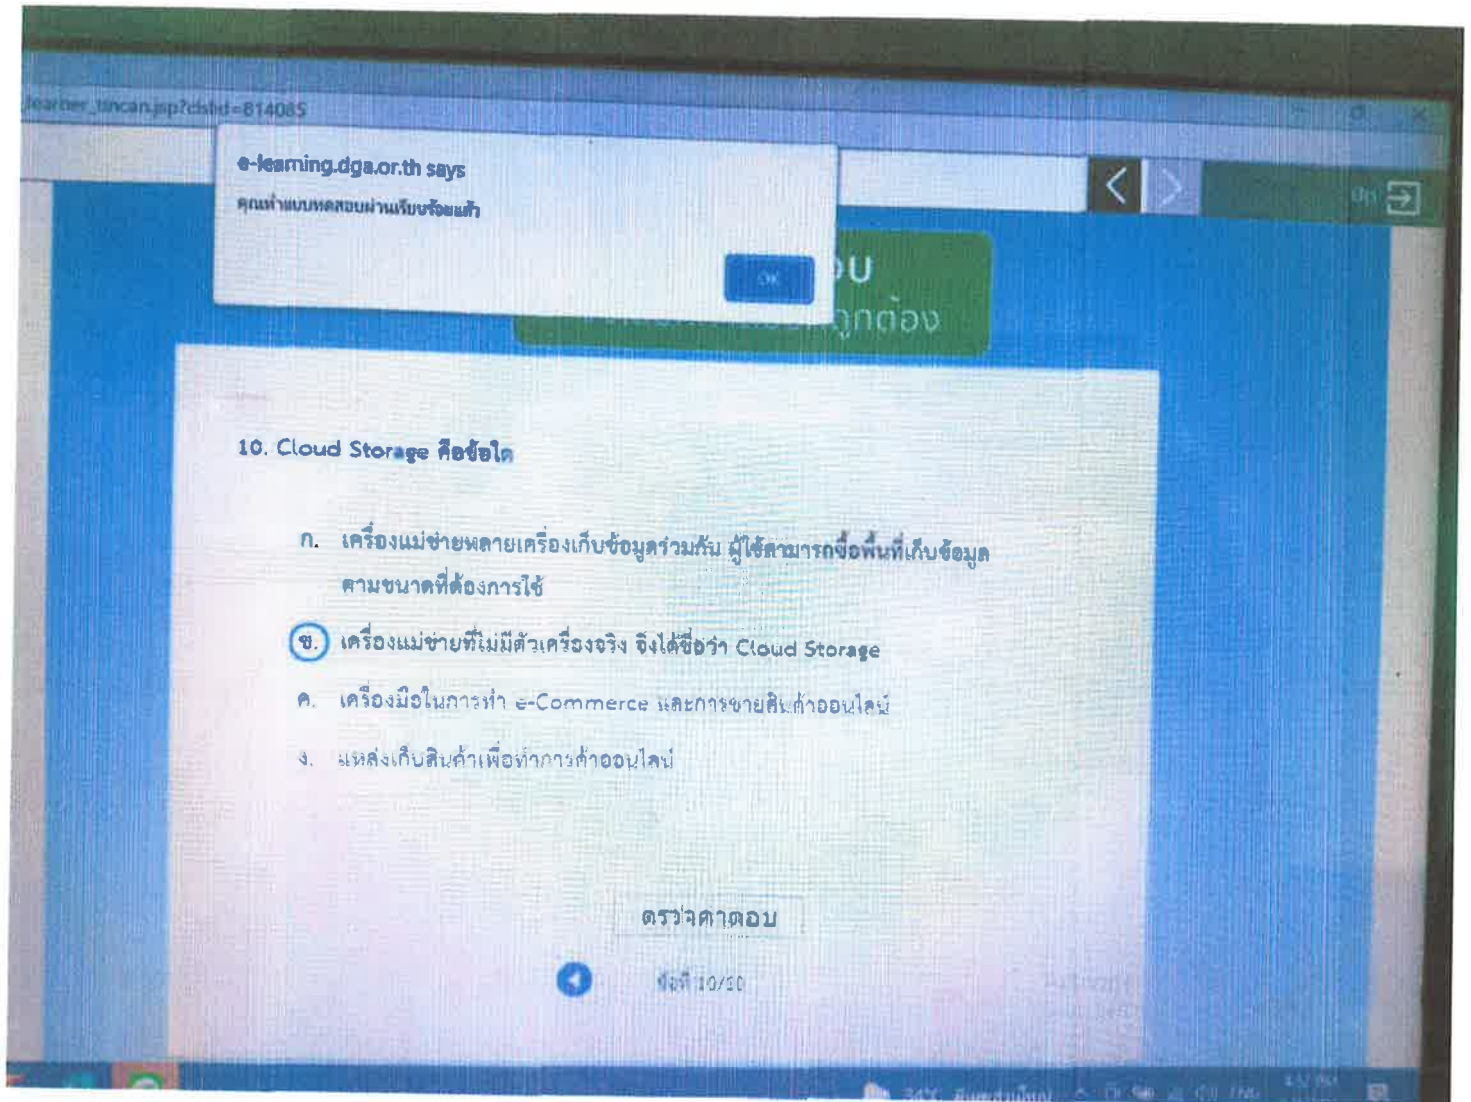 learner_tincan.jsp?clstid=814085
e-learning.dga.or.th says
คุณทำแบบทดสอบผ่านเรียบร้อยแล้ว
OK
ถูกต้อง
10. Cloud Storage คือข้อใด
ก. เครื่องแม่ข่ายหลายเครื่องเก็บข้อมูลร่วมกัน ผู้ใช้สามารถซื้อพื้นที่เก็บข้อมูล
ตามขนาดที่ต้องการใช้
ข. เครื่องแม่ข่ายที่ไม่มีตัวเครื่องจริง จึงได้ชื่อว่า Cloud Storage
ค. เครื่องมือในการทำ e-Commerce และการขายสินค้าออนไลน์
ง. แหล่งเก็บสินค้าเพื่อทำการค้าออนไลน์
ตรวจคำตอบ
ข้อที่ 10/10